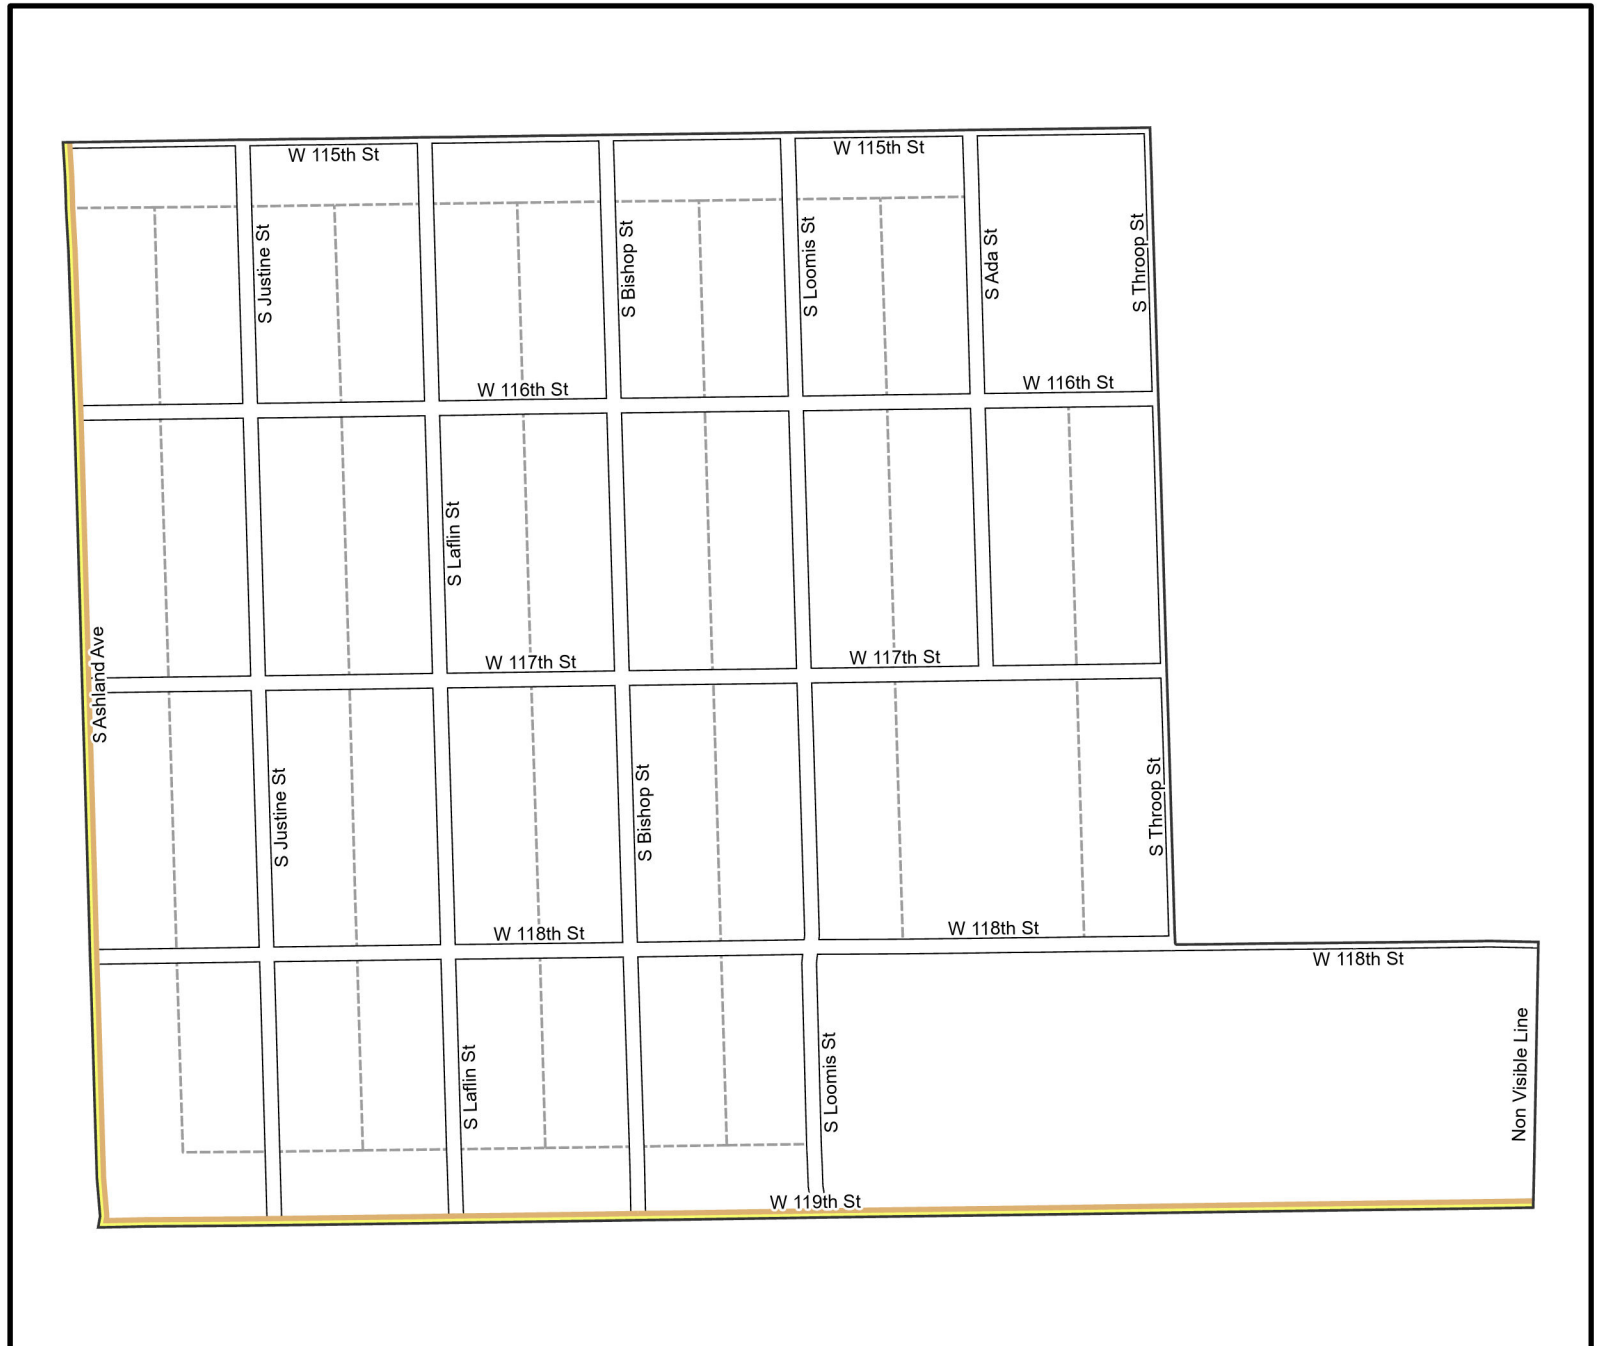 W 115th St
W 115th St
S Justine St
S Bishop St
S Loomis St
S Ada St
S Throop St
W 116th St
W 116th St
S Laflin St
S Ashland Ave
W 117th St
W 117th St
S Justine St
S Bishop St
S Throop St
W 118th St
W 118th St
W 118th St
S Laflin St
S Loomis St
Non Visible Line
W 119th St